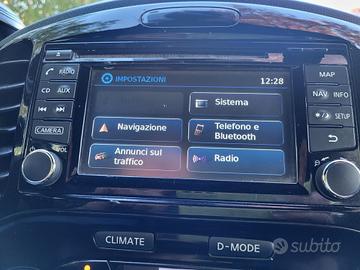 IMPOSTAZIONI 12:28
Sistema
Navigazione
Telefono e
Bluetooth
Annunci sul
traffico
Radio
RADIO
CD AUX
CAMERA
VOL
MAP
NAV INFO
SETUP
CLIMATE
D-MODE
subito